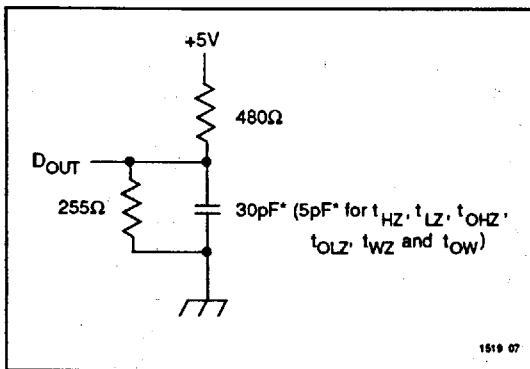 +5V
480Ω
DOUT
255Ω
30pF* (5pF* for tHZ, tLZ, tOHZ,
tOLZ, tWZ and tOW)
1519 07